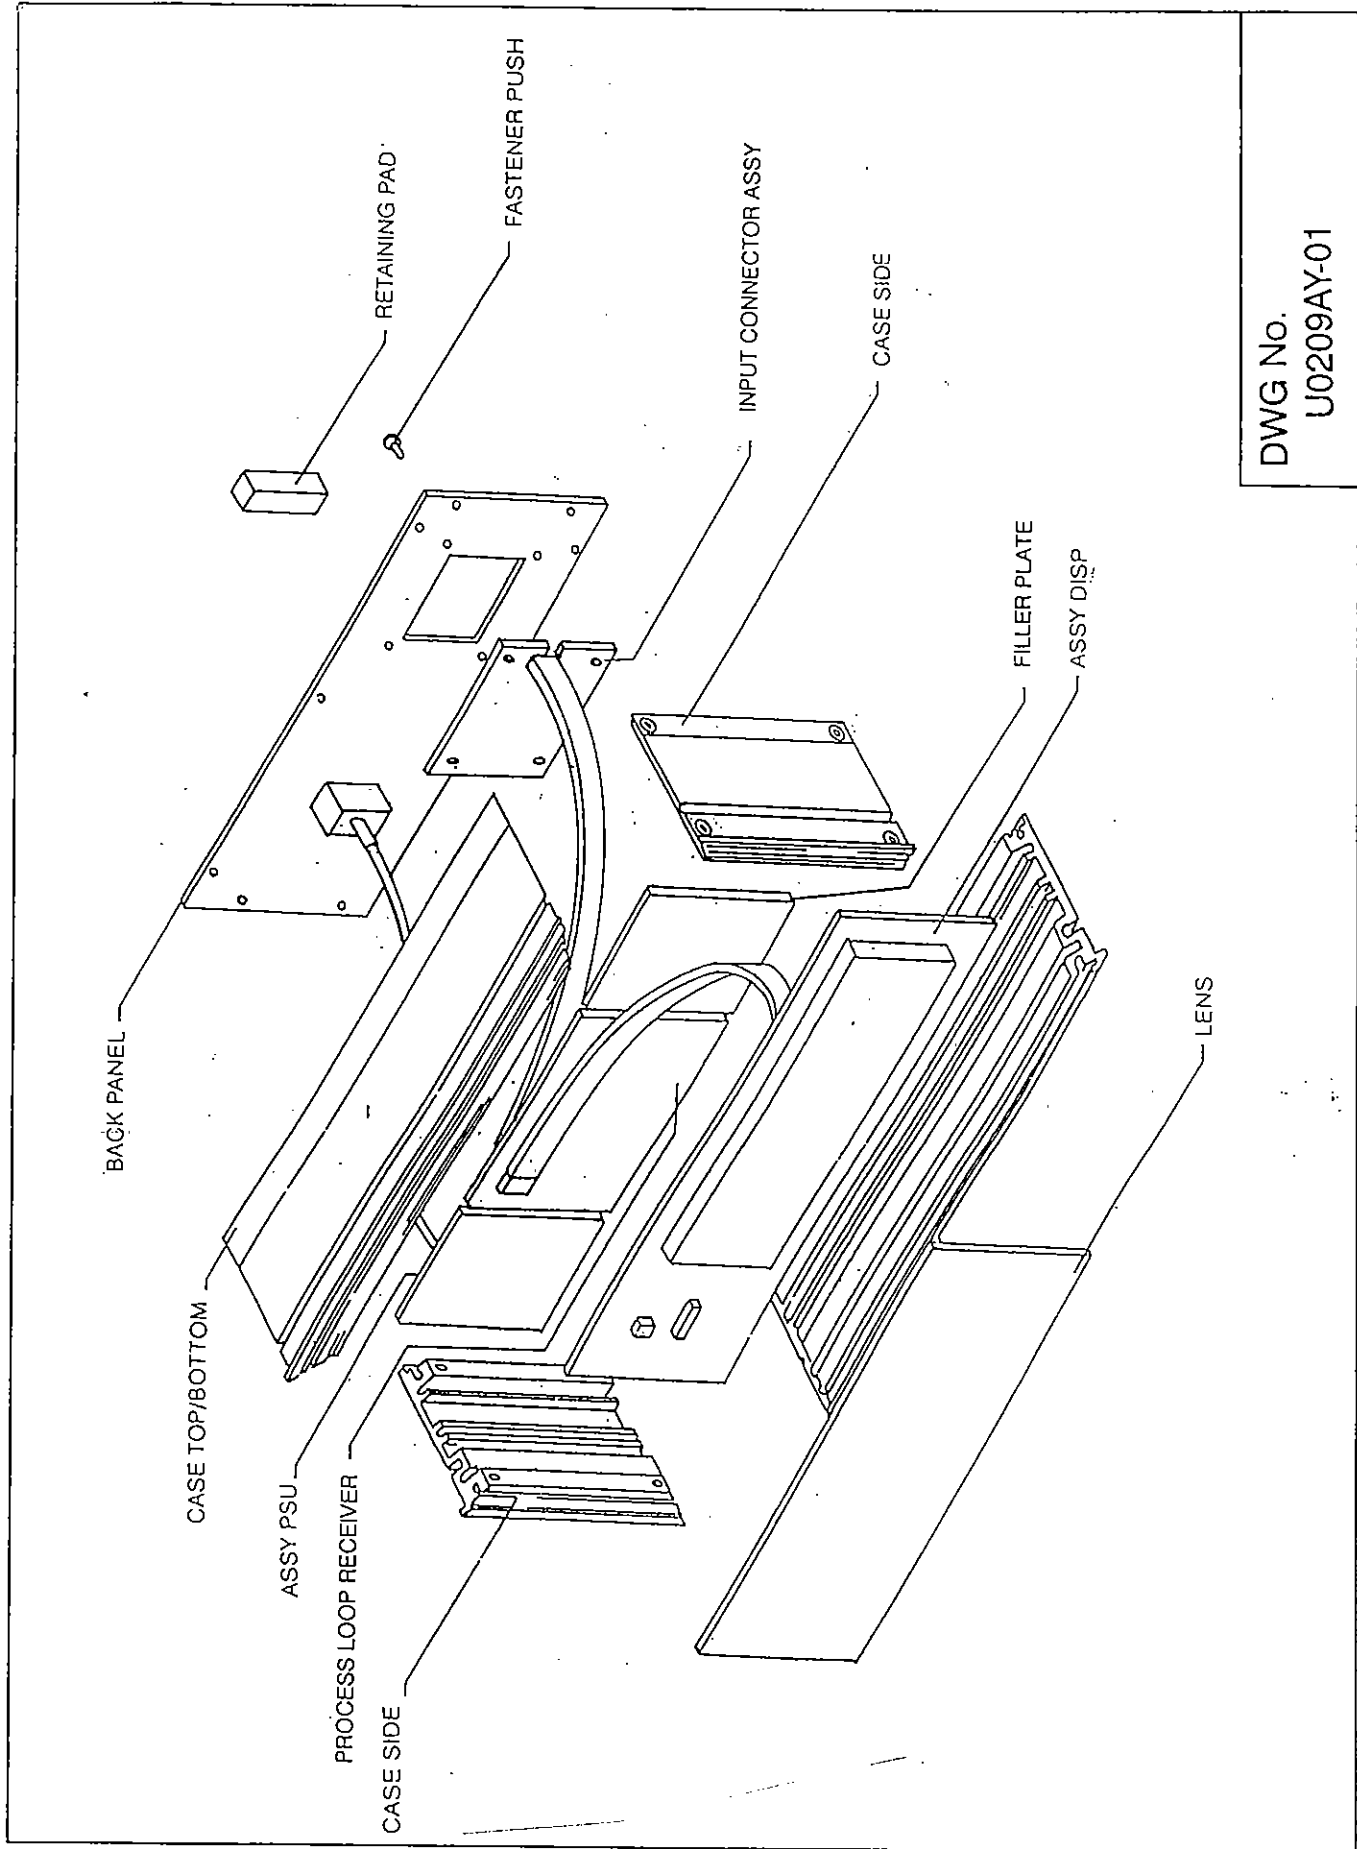 BACK PANEL
CASE TOP/BOTTOM
ASSY PSU
PROCESS LOOP RECEIVER
CASE SIDE
RETAINING PAD
FASTENER PUSH
INPUT CONNECTOR ASSY
CASE SIDE
FILLER PLATE
ASSY DISP
LENS
DWG No.
U0209AY-01